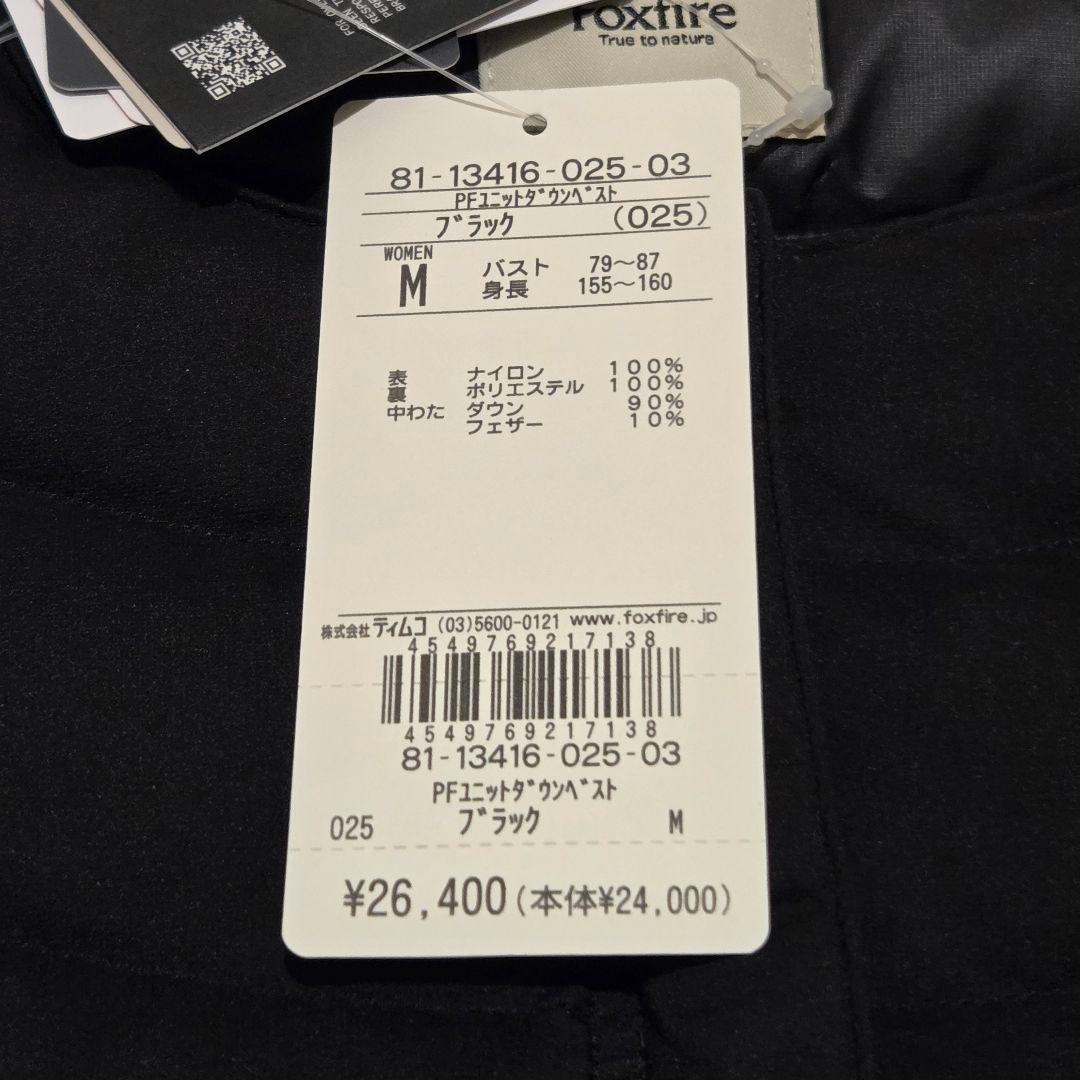 Foxfire
True to nature
81-13416-025-03
PFユニットダウンベスト
ブラック (025)
WOMEN
M
バスト 79~87
身長 155~160
表 ナイロン 100%
裏 ポリエステル 100%
中わた ダウン 90%
フェザー 10%
株式会社 ティムコ (03)5600-0121 www.foxfire.jp
4549769217138
4549769217138
81-13416-025-03
PFユニットダウンベスト
025 ブラック M
¥26,400(本体¥24,000)